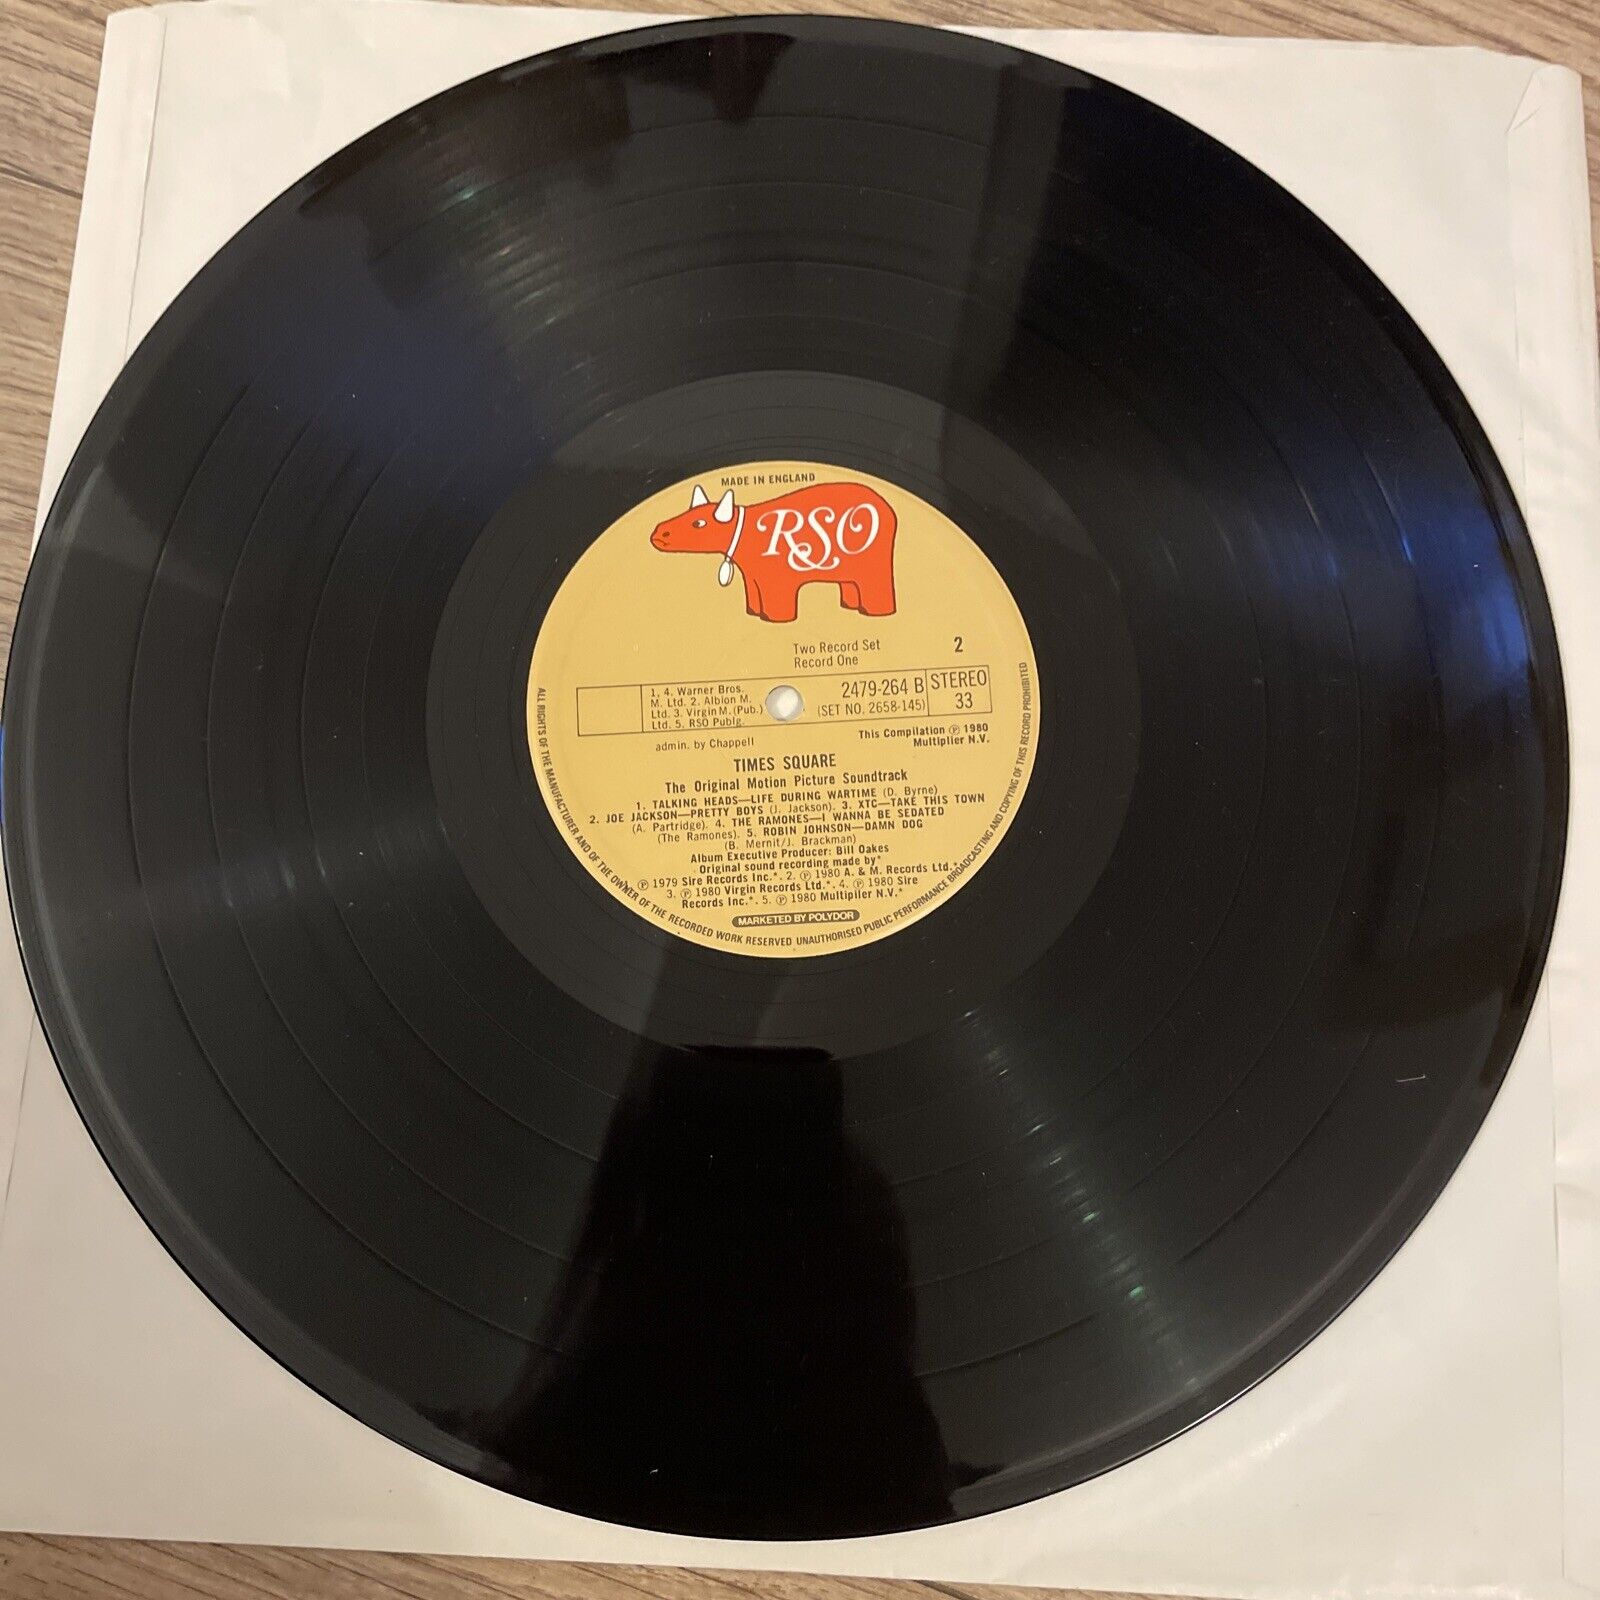 MADE IN ENGLAND
RSO
Two Record Set
Record One
2
1, 4. Warner Bros.
M. Ltd. 2. Albion M.
Ltd. 3. Virgin M. (Pub.)
Ltd. 5. RSO Publg.
admin. by Chappell
2479-264 B
(SET NO. 2658-145)
STEREO
33
This Compilation ℗ 1980
Multiplier N.V.
TIMES SQUARE
The Original Motion Picture Soundtrack
1. TALKING HEADS—LIFE DURING WARTIME (D. Byrne)
2. JOE JACKSON—PRETTY BOYS (J. Jackson). 3. XTC—TAKE THIS TOWN
(A. Partridge). 4. THE RAMONES—I WANNA BE SEDATED
(The Ramones). 5. ROBIN JOHNSON—DAMN DOG
(B. Mernit/J. Brackman)
Album Executive Producer: Bill Oakes
Original sound recording made by*
℗ 1979 Sire Records Inc.*. 2. ℗ 1980 A. & M. Records Ltd.*
3. ℗ 1980 Virgin Records Ltd.*. 4. ℗ 1980 Sire
Records Inc.*. 5. ℗ 1980 Multiplier N.V.*
MARKETED BY POLYDOR
ALL RIGHTS OF THE MANUFACTURER AND OF THE OWNER OF THE RECORDED WORK RESERVED UNAUTHORISED PUBLIC PERFORMANCE BROADCASTING AND COPYING OF THIS RECORD PROHIBITED